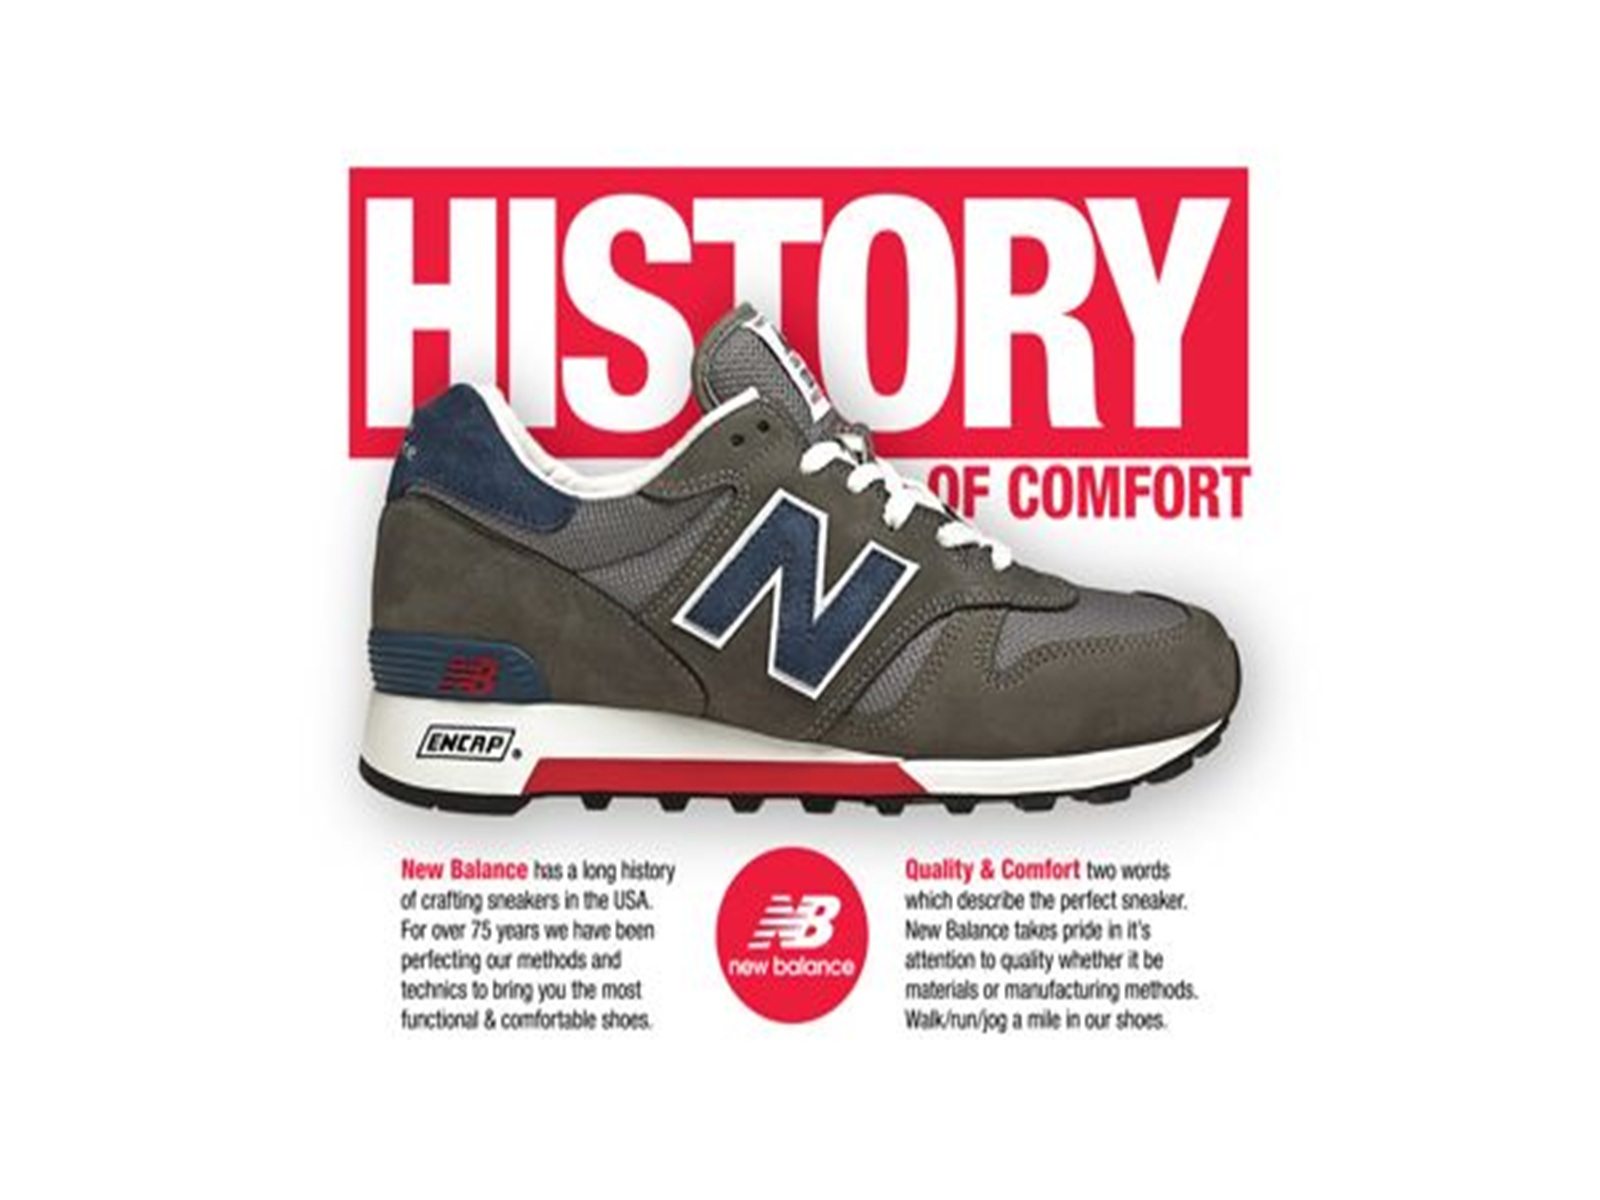 HISTORY
OF COMFORT
N
NB
ENCAP®
New Balance has a long history
of crafting sneakers in the USA.
For over 75 years we have been
perfecting our methods and
technics to bring you the most
functional & comfortable shoes.
NB
new balance
Quality & Comfort two words
which describe the perfect sneaker.
New Balance takes pride in it's
attention to quality whether it be
materials or manufacturing methods.
Walk/run/jog a mile in our shoes.